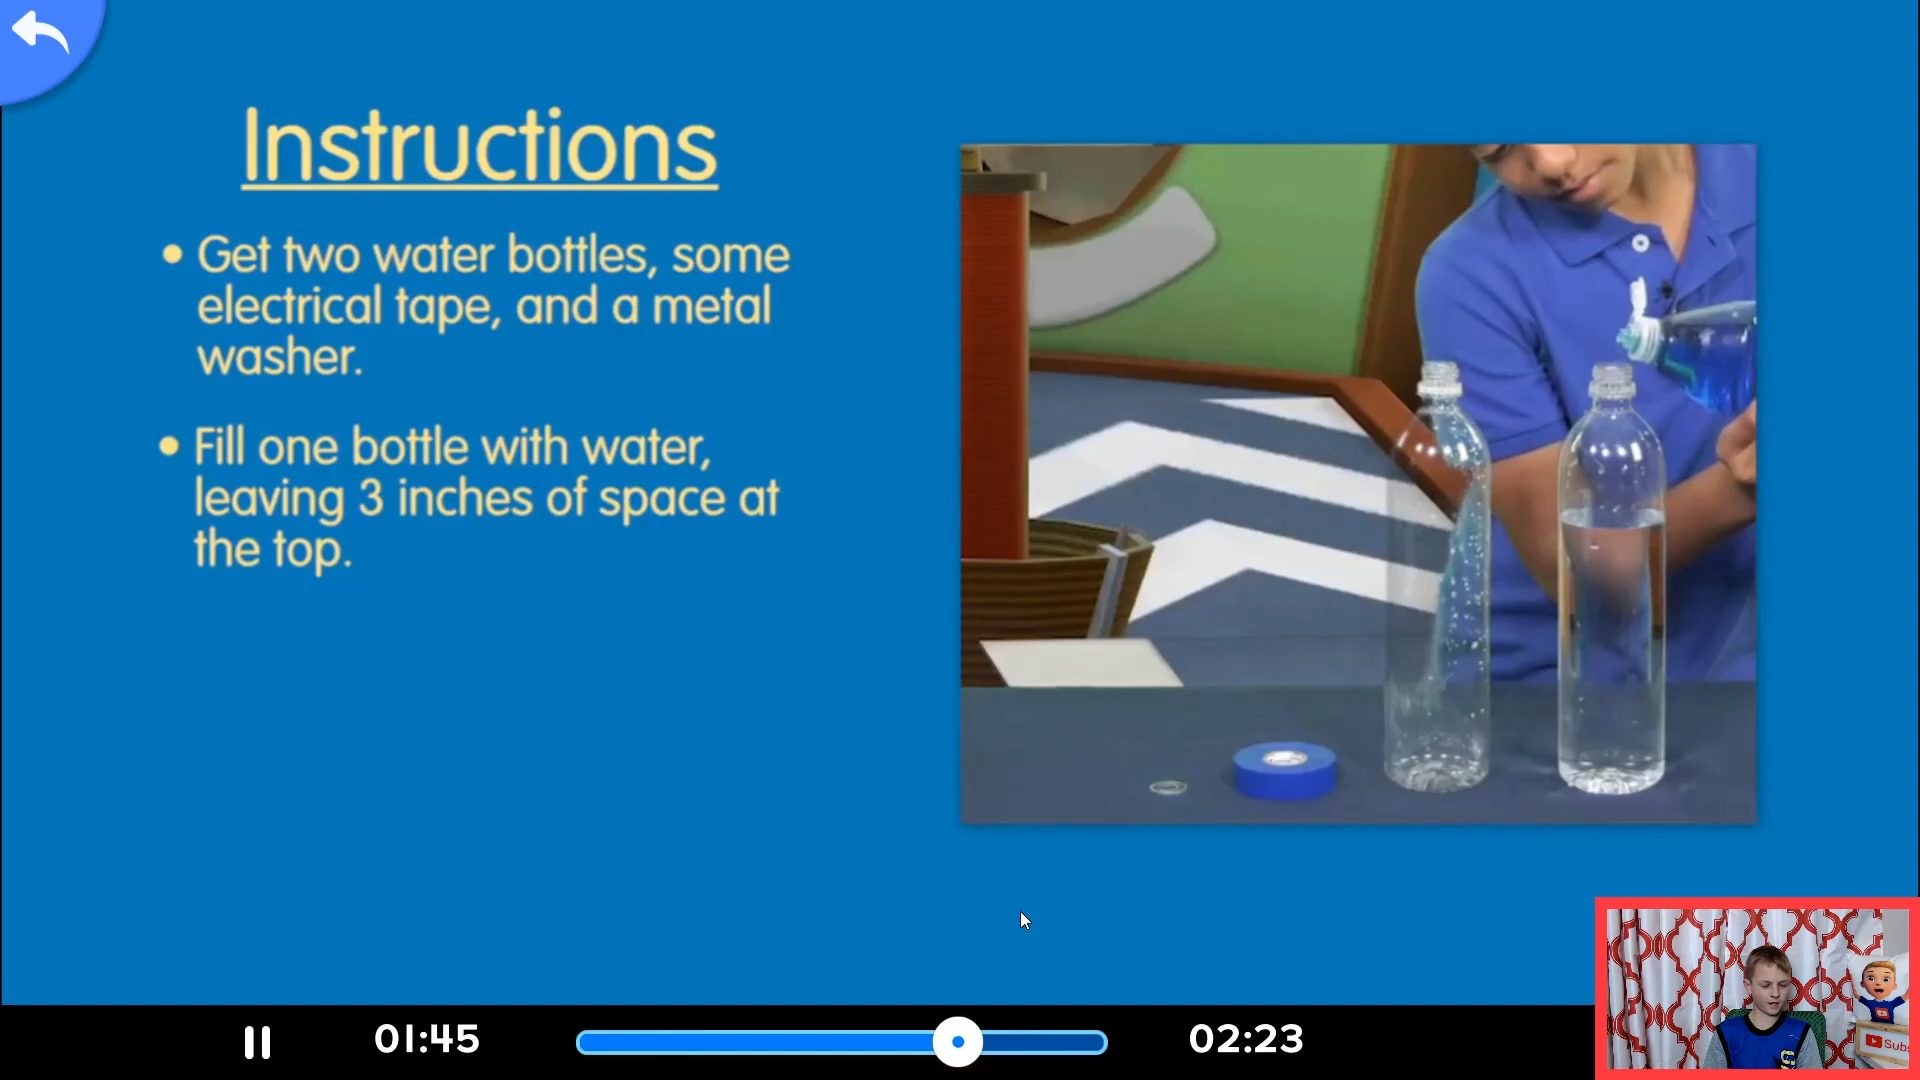 Instructions
• Get two water bottles, some
electrical tape, and a metal
washer.
• Fill one bottle with water,
leaving 3 inches of space at
the top.
01:45
02:23
Subs